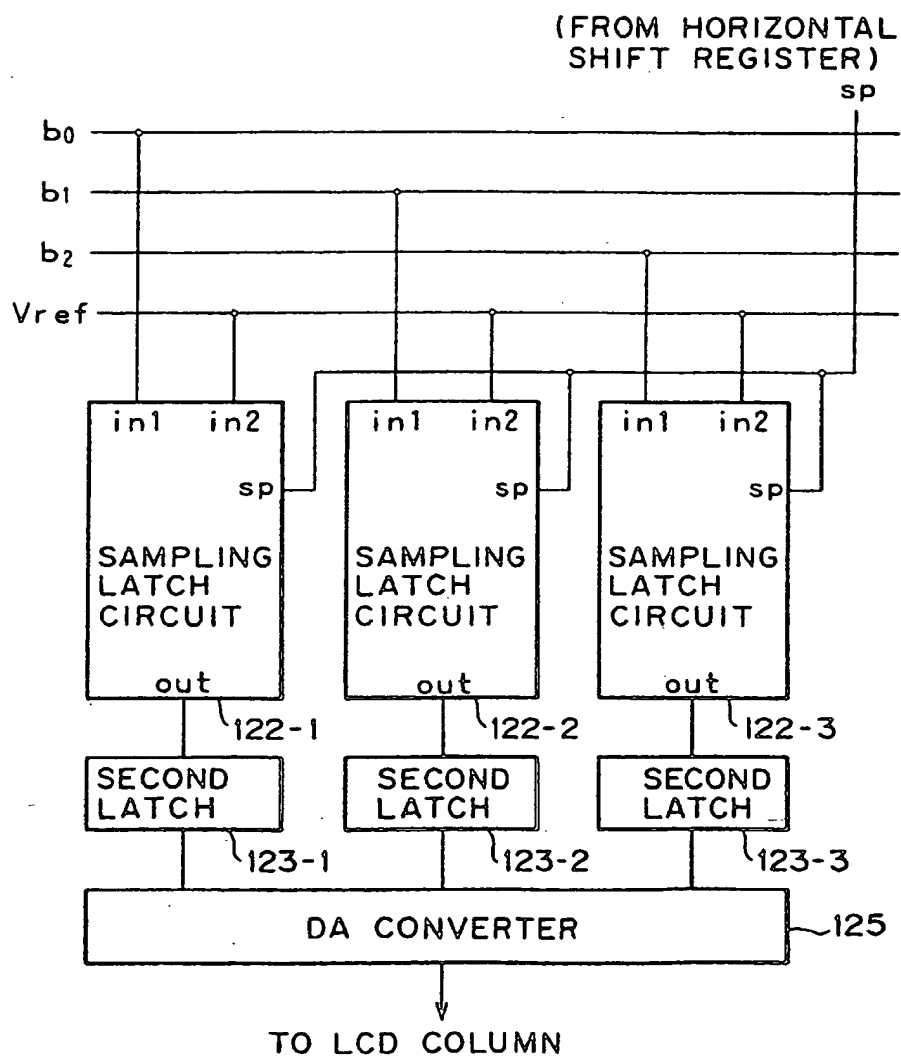 (FROM HORIZONTAL
SHIFT REGISTER)
sp
b0
b1
b2
Vref
in1 in2 in1 in2 in1 in2
sp sp sp
SAMPLING
LATCH
CIRCUIT
SAMPLING
LATCH
CIRCUIT
SAMPLING
LATCH
CIRCUIT
out out out
122-1 122-2 122-3
SECOND
LATCH
SECOND
LATCH
SECOND
LATCH
123-1 123-2 123-3
DA CONVERTER
125
TO LCD COLUMN